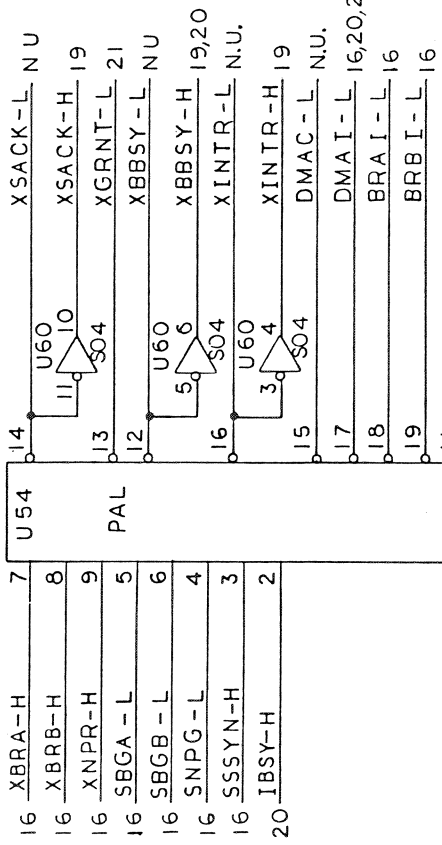 U54
PAL
16 XBRA-H 7
16 XBRB-H 8
16 XNPR-H 9
16 SBGA-L 5
16 SBGB-L 6
16 SNPG-L 4
16 SSSYN-H 3
20 IBSY-H 2
14 XSACK-L NU
U60
11 10 XSACK-H 19
S04
13 XGRNT-L 21
12 XBBSY-L NU
U60
5 6 XBBSY-H 19,20
S04
16 XINTR-L N.U.
U60
3 4 XINTR-H 19
S04
15 DMAC-L N.U.
17 DMAI-L 16,20,2
18 BRAI-L 16
19 BRBI-L 16